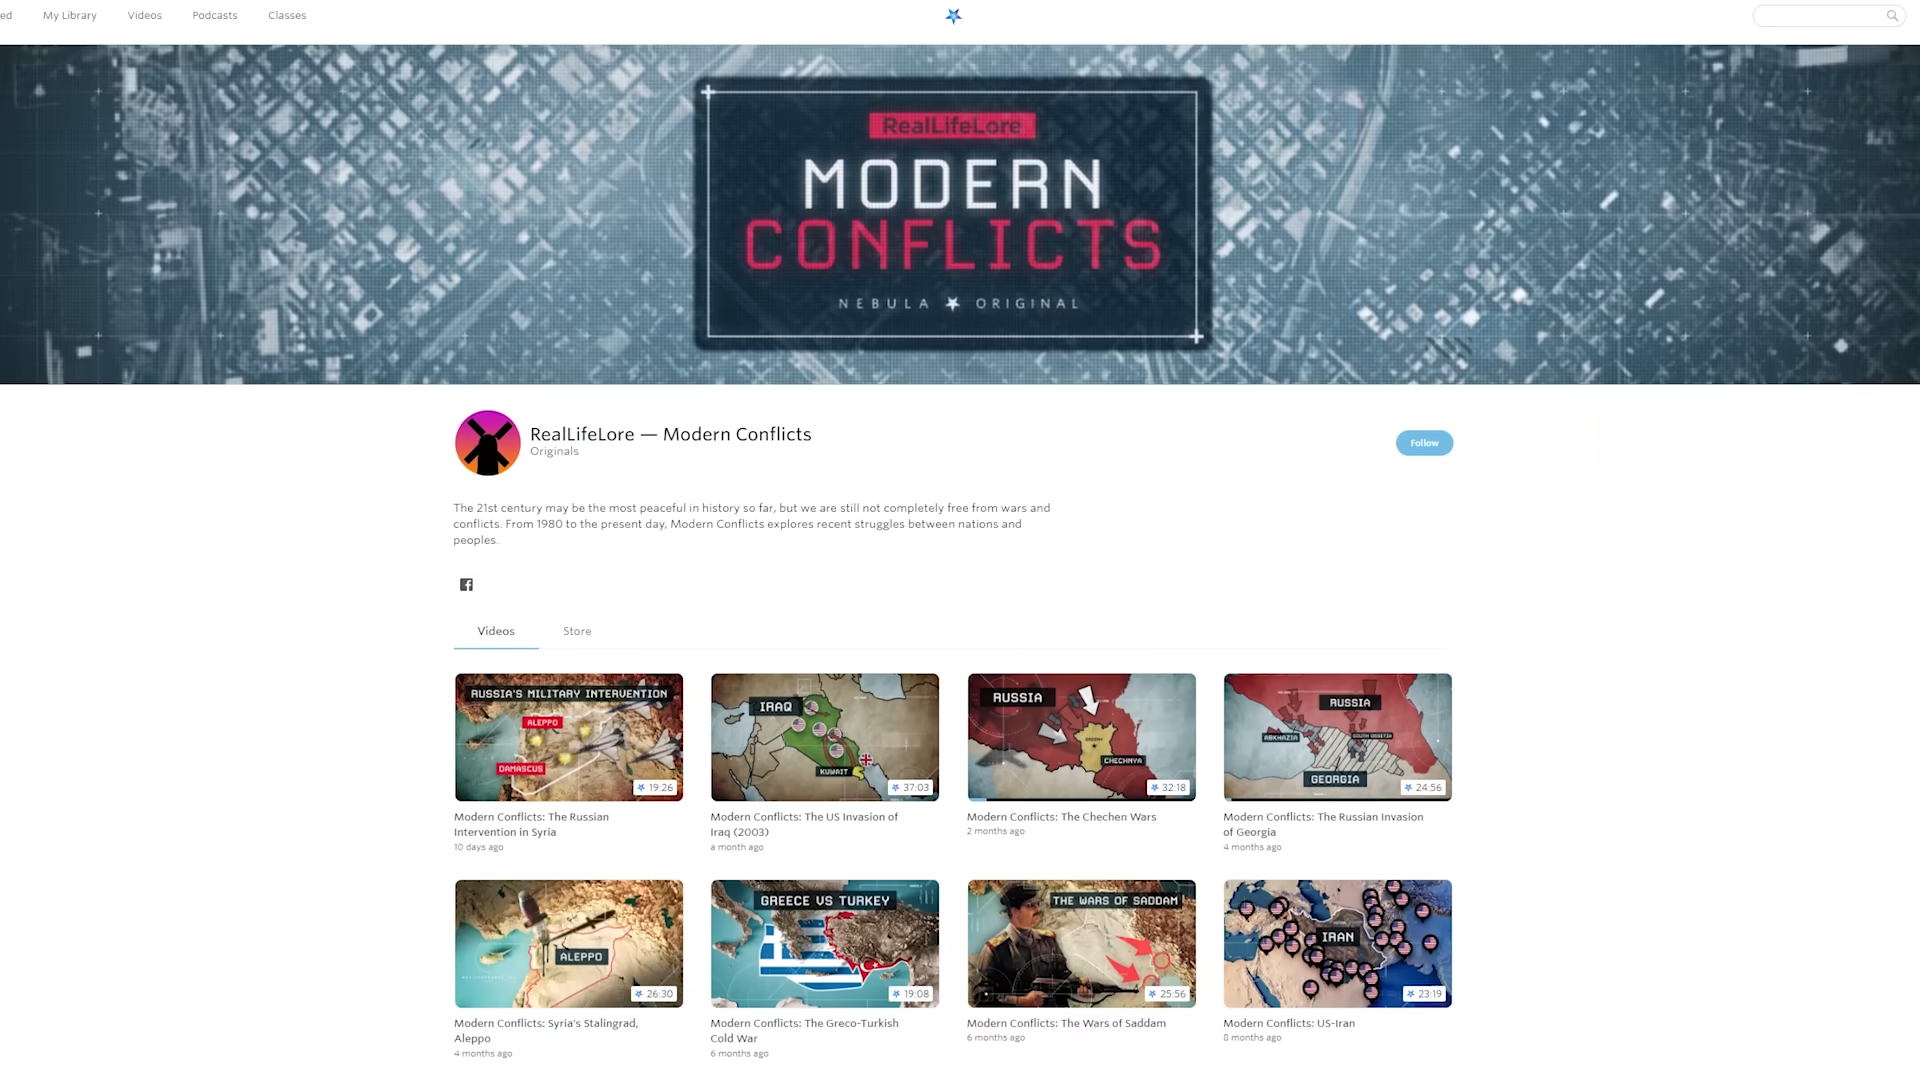 ed My Library Videos Podcasts Classes
RealLifeLore
MODERN
CONFLICTS
NEBULA ORIGINAL
RealLifeLore — Modern Conflicts
Originals
Follow
The 21st century may be the most peaceful in history so far, but we are still not completely free from wars and
conflicts. From 1980 to the present day, Modern Conflicts explores recent struggles between nations and
peoples.
Videos Store
RUSSIA'S MILITARY INTERVENTION
ALEPPO
DAMASCUS
19:26
Modern Conflicts: The Russian
Intervention in Syria
10 days ago
IRAQ
KUWAIT
37:03
Modern Conflicts: The US Invasion of
Iraq (2003)
a month ago
RUSSIA
GROZNY
CHECHNYA
32:18
Modern Conflicts: The Chechen Wars
2 months ago
RUSSIA
ABKHAZIA
SOUTH OSSETIA
GEORGIA
24:56
Modern Conflicts: The Russian Invasion
of Georgia
4 months ago
ALEPPO
26:30
Modern Conflicts: Syria's Stalingrad,
Aleppo
4 months ago
GREECE VS TURKEY
19:08
Modern Conflicts: The Greco-Turkish
Cold War
6 months ago
THE WARS OF SADDAM
25:56
Modern Conflicts: The Wars of Saddam
6 months ago
IRAN
23:19
Modern Conflicts: US-Iran
8 months ago